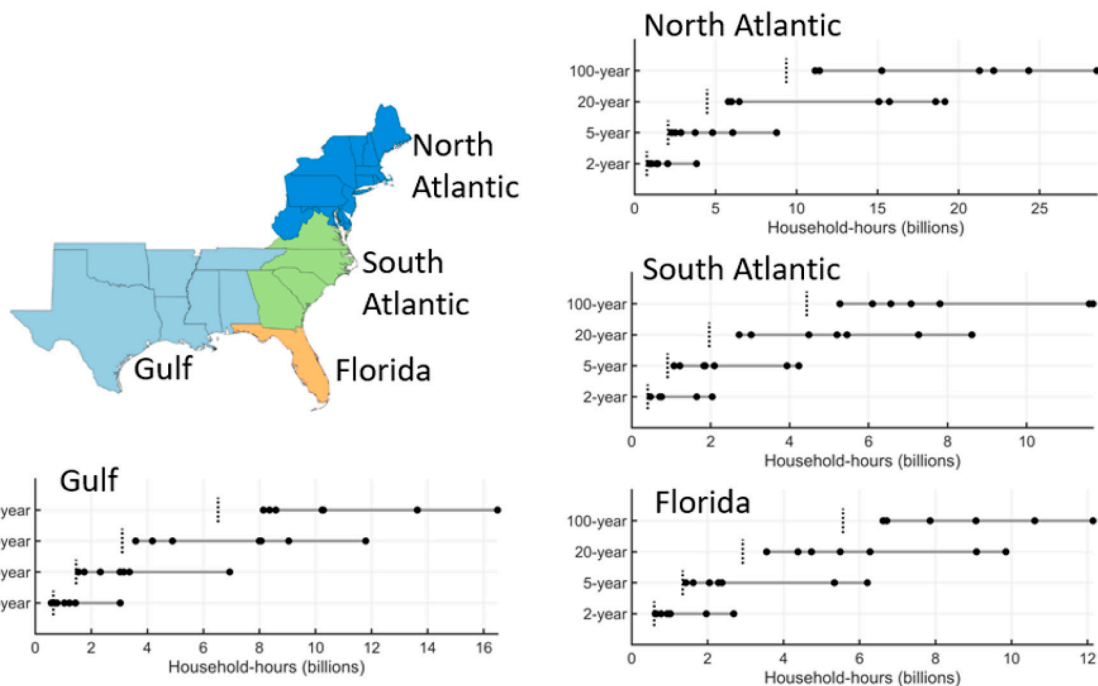 North Atlantic
100-year
20-year
5-year
2-year
0 5 10 15 20 25
Household-hours (billions)
North
Atlantic
South
Atlantic
Gulf
Florida
South Atlantic
100-year
20-year
5-year
2-year
0 2 4 6 8 10
Household-hours (billions)
Gulf
year
year
year
year
0 2 4 6 8 10 12 14 16
Household-hours (billions)
Florida
100-year
20-year
5-year
2-year
0 2 4 6 8 10 12
Household-hours (billions)